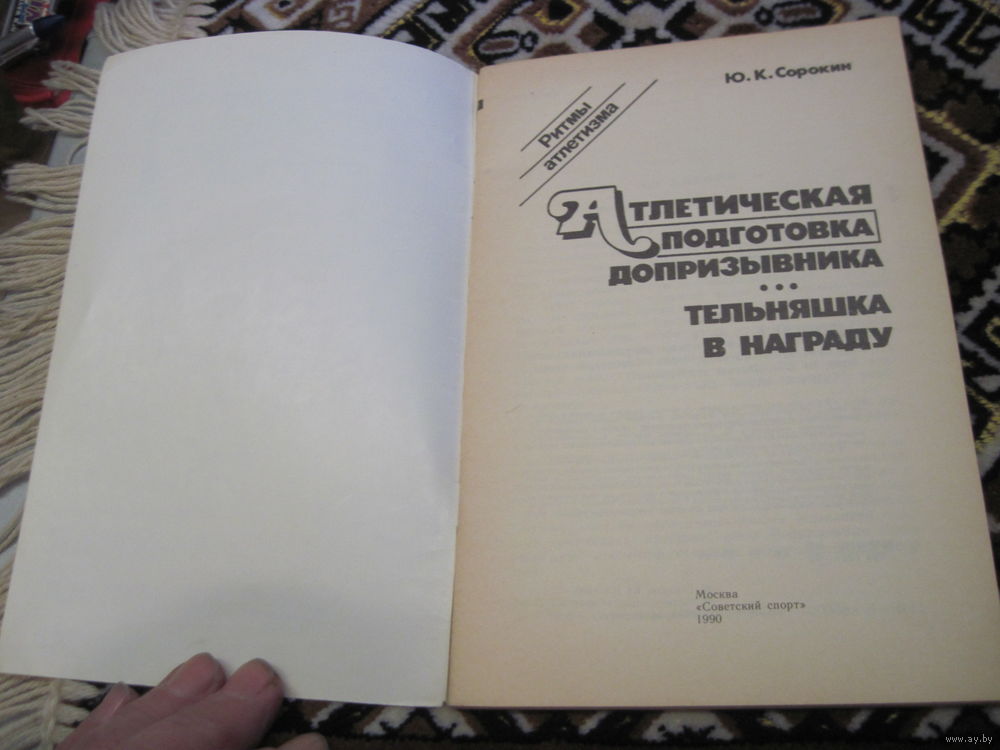 Ю. К. Сорокин
Ритмы
атлетизма
АТЛЕТИЧЕСКАЯ
ПОДГОТОВКА
ДОПРИЗЫВНИКА
•••
ТЕЛЬНЯШКА
В НАГРАДУ
Москва
«Советский спорт»
1990
www.ay.by